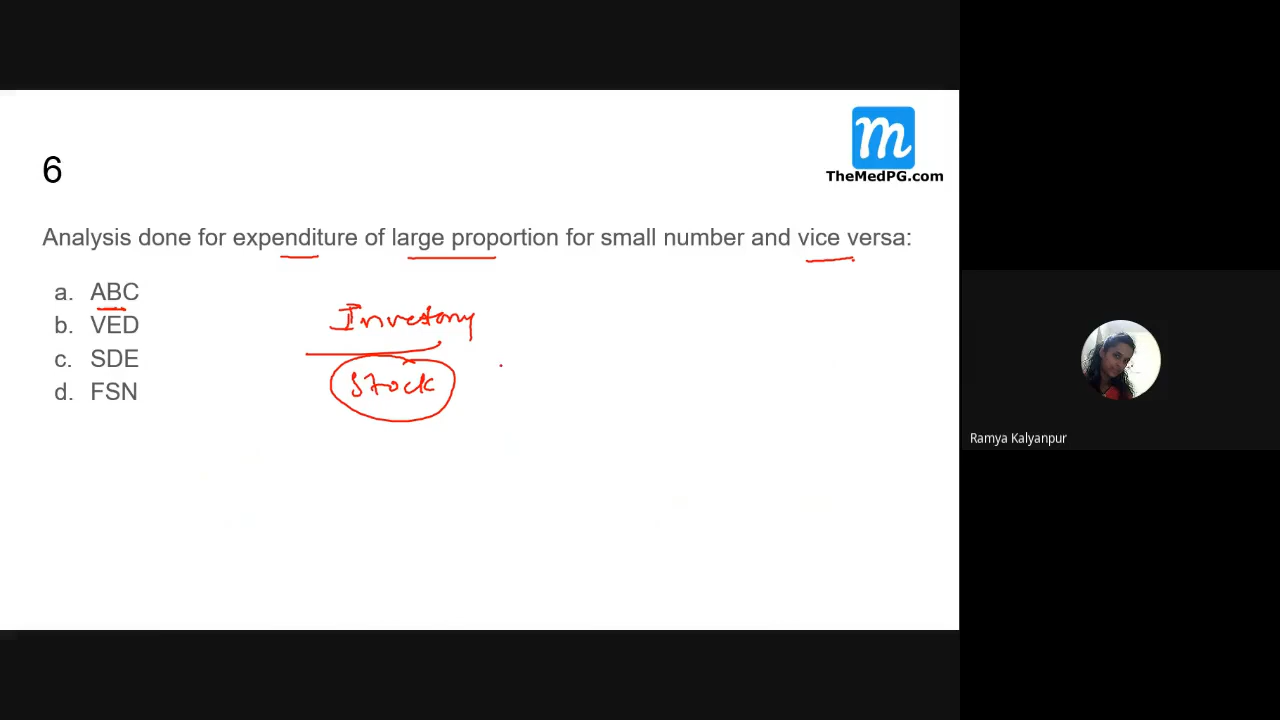 m
TheMedPG.com
6
Analysis done for expenditure of large proportion for small number and vice versa:
a. ABC
b. VED
c. SDE
d. FSN
Invetory
Stock
Ramya Kalyanpur